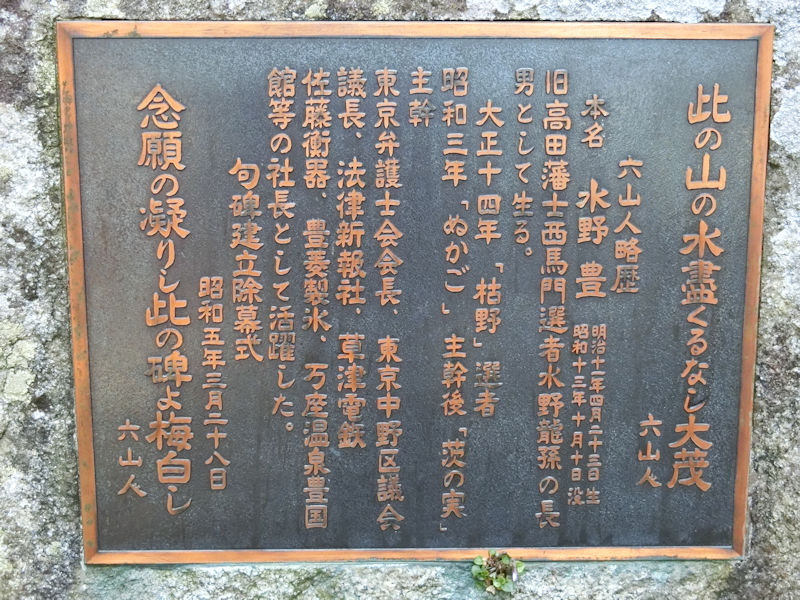 此の山の水盡くるなし大茂
六山人
六山人略歴
本名 水野豊
明治十一年四月二十三日生
昭和十三年十月十日没
旧高田藩士西馬門選者水野龍孫の長
男として生る。
大正十四年「枯野」選者
昭和三年「ぬかご」主幹後「茨の実」
主幹
東京弁護士会会長、東京中野区議会
議長、法律新報社、草津電鉄
佐藤衡器、豊菱製氷、万座温泉豊国
館等の社長として活躍した。
句碑建立除幕式
昭和五年三月二十八日
念願の凝りし此の碑よ梅白し
六山人